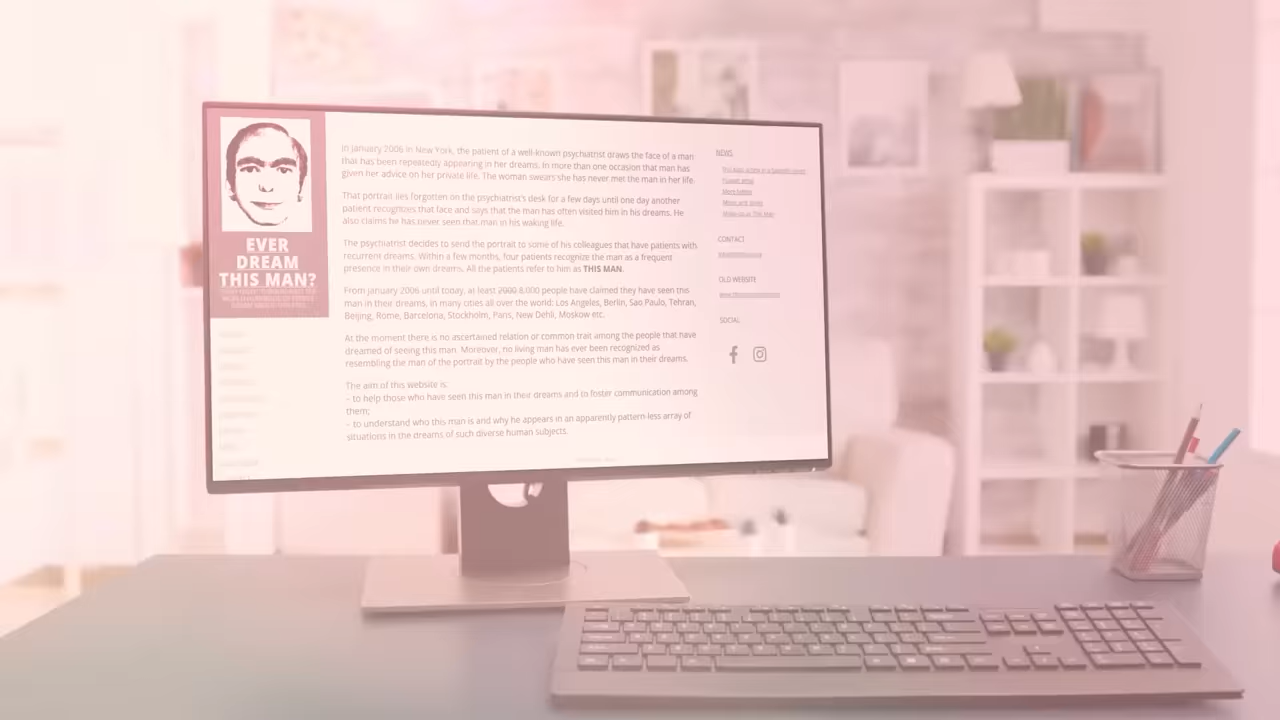 EVER
DREAM
THIS MAN?
In January 2006 in New York, the patient of a well-known psychiatrist draws the face of a man
that has been repeatedly appearing in her dreams. In more than one occasion that man has
given her advice on her private life. The woman swears she has never met the man in her life.
That portrait lies forgotten on the psychiatrist's desk for a few days until one day another
patient recognizes that face and says that the man has often visited him in his dreams. He
also claims he has never seen that man in his waking life.
The psychiatrist decides to send the portrait to some of his colleagues that have patients with
recurrent dreams. Within a few months, four patients recognize the man as a frequent
presence in their own dreams. All the patients refer to him as THIS MAN.
From January 2006 until today, at least 2000 8,000 people have claimed they have seen this
man in their dreams, in many cities all over the world: Los Angeles, Berlin, Sao Paulo, Tehran,
Beijing, Rome, Barcelona, Stockholm, Paris, New Dehli, Moskow etc.
At the moment there is no ascertained relation or common trait among the people that have
dreamed of seeing this man. Moreover, no living man has ever been recognized as
resembling the man of the portrait by the people who have seen this man in their dreams.
The aim of this website is:
– to help those who have seen this man in their dreams and to foster communication among
them;
– to understand who this man is and why he appears in an apparently pattern-less array of
situations in the dreams of such diverse human subjects.
NEWS
CONTACT
OLD WEBSITE
SOCIAL